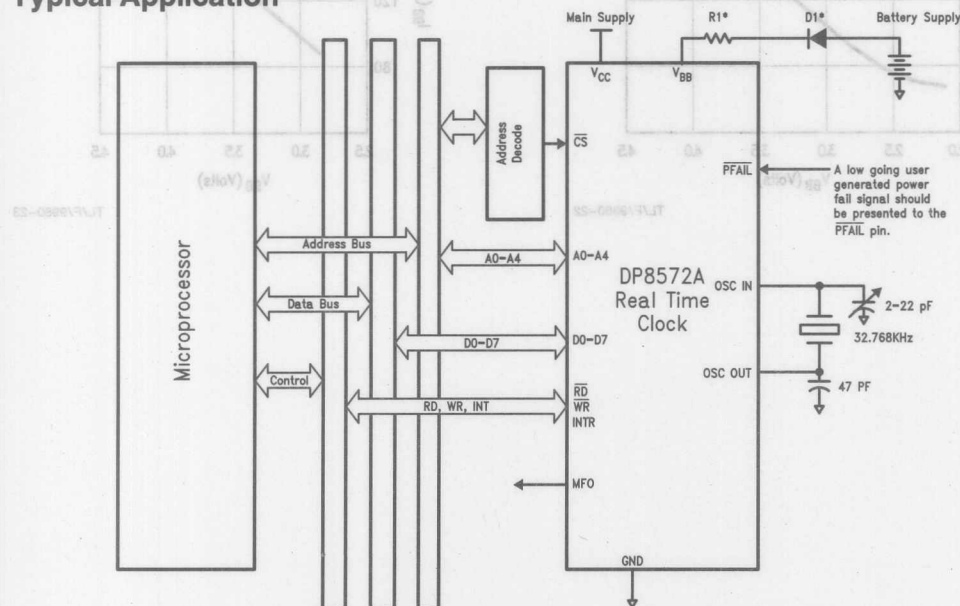 Typical Application
Main Supply
R1*
D1*
Battery Supply
VCC
VBB
Address
Decode
CS
PFAIL
A low going user
generated power
fail signal should
be presented to the
PFAIL pin.
Microprocessor
Address Bus
A0-A4
A0-A4
DP8572A
Real Time
Clock
OSC IN
2-22 pF
32.768KHz
Data Bus
D0-D7
D0-D7
OSC OUT
47 PF
Control
RD, WR, INT
RD
WR
INTR
MFO
GND